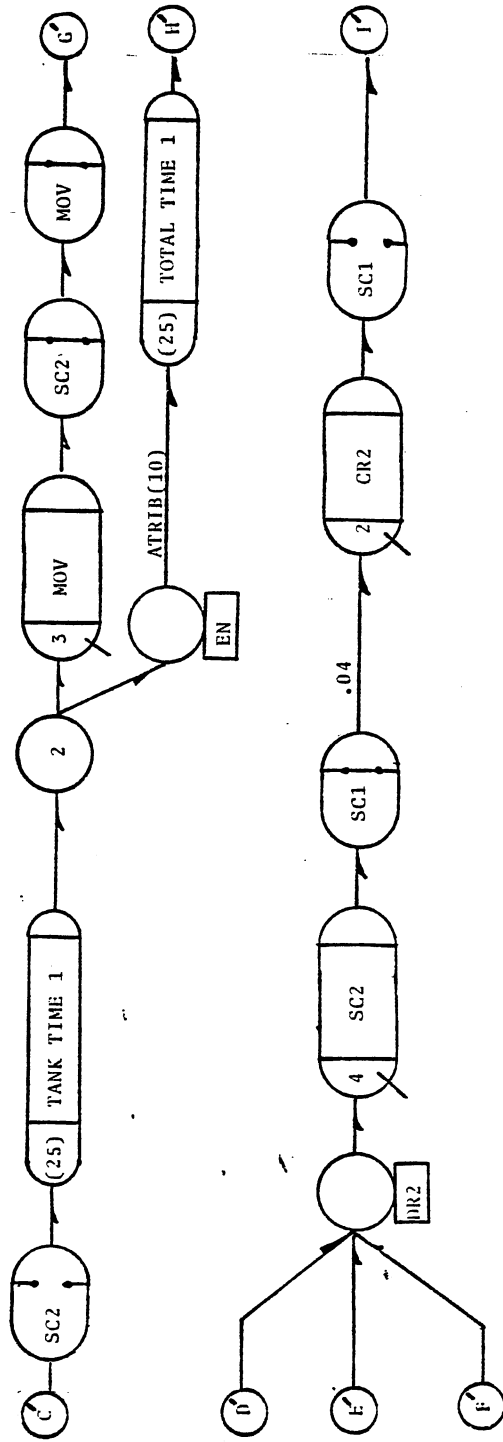 C'
SC2
(25) TANK TIME 1
2
3 MOV
SC2
MOV
G'
EN
ATRIB(10)
(25) TOTAL TIME 1
H'
D'
E'
F'
DR2
4 SC2
SC1
.04
2 CR2
SC1
I'